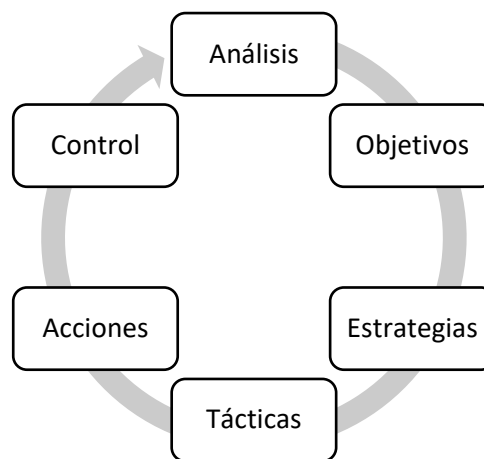 Análisis
Objetivos
Estrategias
Tácticas
Acciones
Control